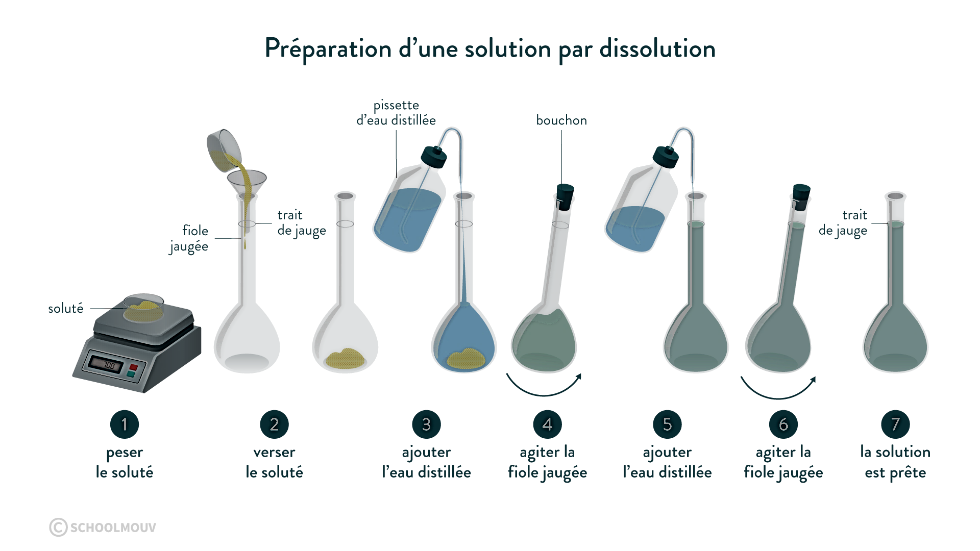 Préparation d'une solution par dissolution
pissette
d'eau distillée
bouchon
trait
de jauge
fiole
jaugée
trait
de jauge
soluté
1
2
3
4
5
6
7
peser
le soluté
verser
le soluté
ajouter
l'eau distillée
agiter la
fiole jaugée
ajouter
l'eau distillée
agiter la
fiole jaugée
la solution
est prête
© SCHOOLMOUV